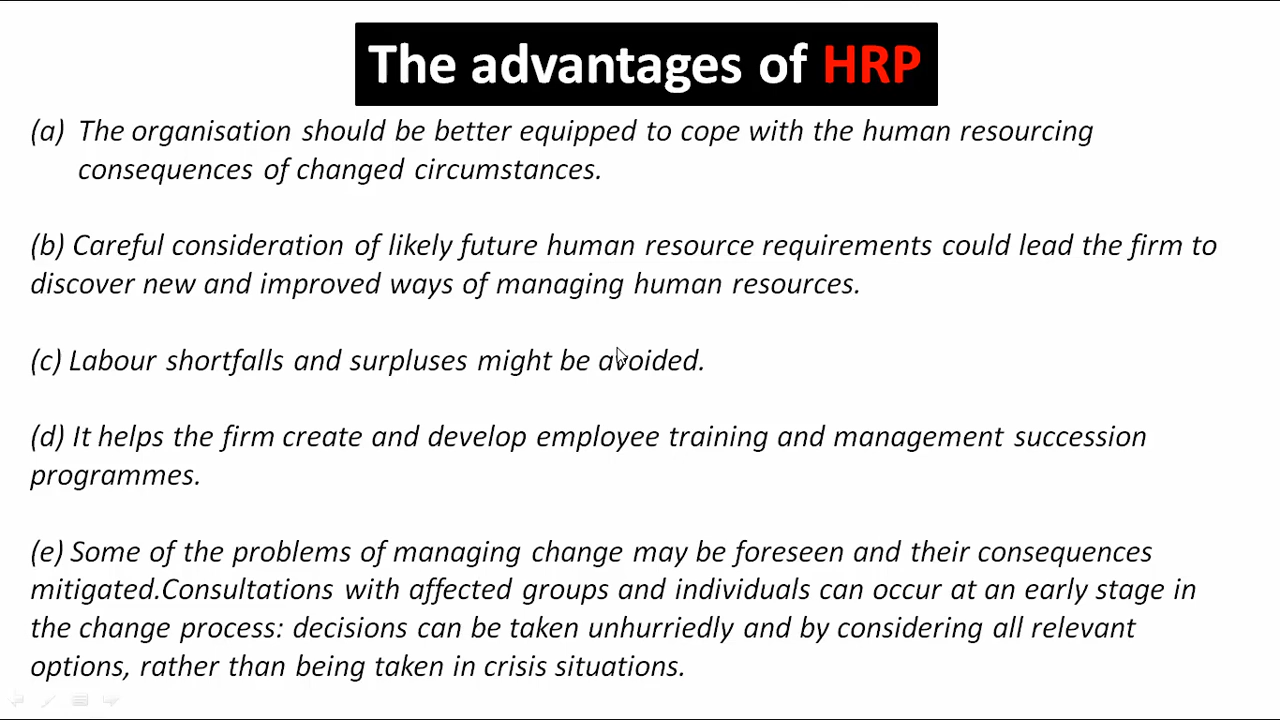 The advantages of HRP
(a) The organisation should be better equipped to cope with the human resourcing
consequences of changed circumstances.
(b) Careful consideration of likely future human resource requirements could lead the firm to
discover new and improved ways of managing human resources.
(c) Labour shortfalls and surpluses might be avoided.
(d) It helps the firm create and develop employee training and management succession
programmes.
(e) Some of the problems of managing change may be foreseen and their consequences
mitigated.Consultations with affected groups and individuals can occur at an early stage in
the change process: decisions can be taken unhurriedly and by considering all relevant
options, rather than being taken in crisis situations.